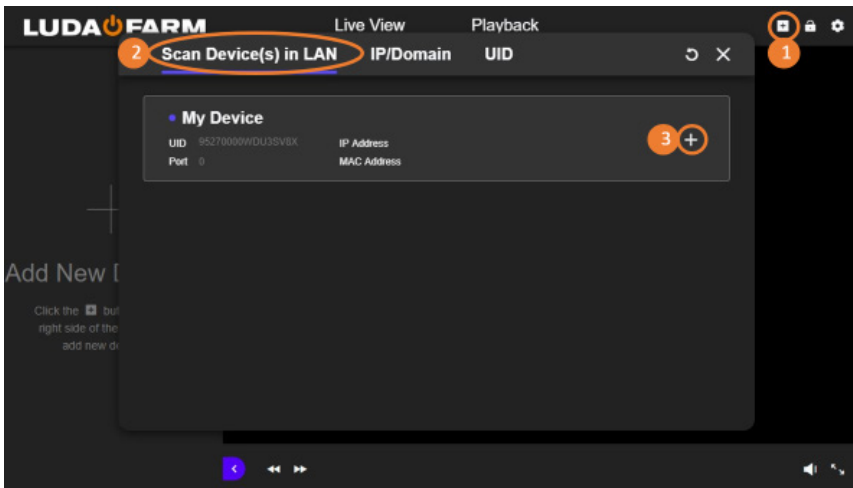 LUDA FARM
Live View
Playback
1
2
Scan Device(s) in LAN
IP/Domain
UID
My Device
UID 95270000WDU3SV8X
IP Address
3
Port 0
MAC Address
Add New
Click the
right side of the
add new